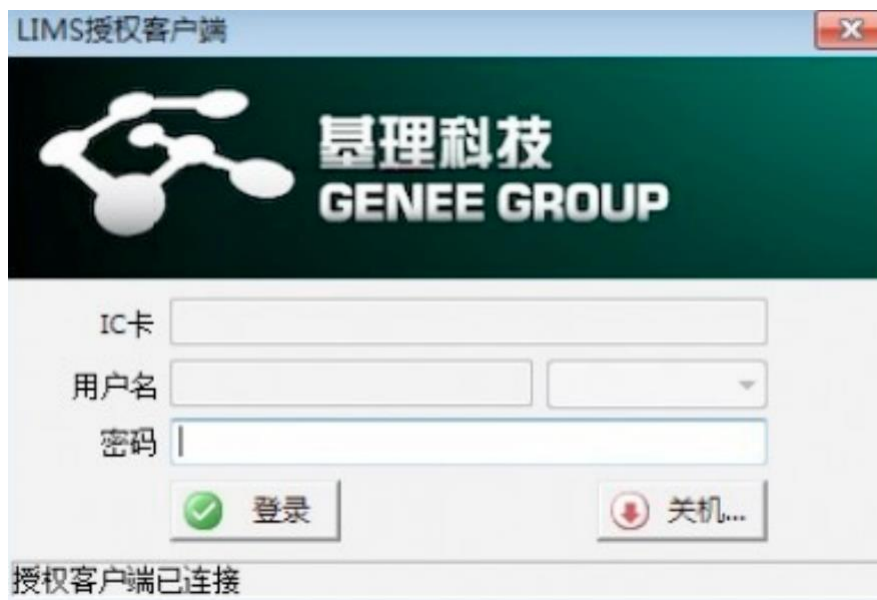 LIMS授权客户端
基理科技
GENEE GROUP
IC卡
用户名
密码
登录
关机...
授权客户端已连接